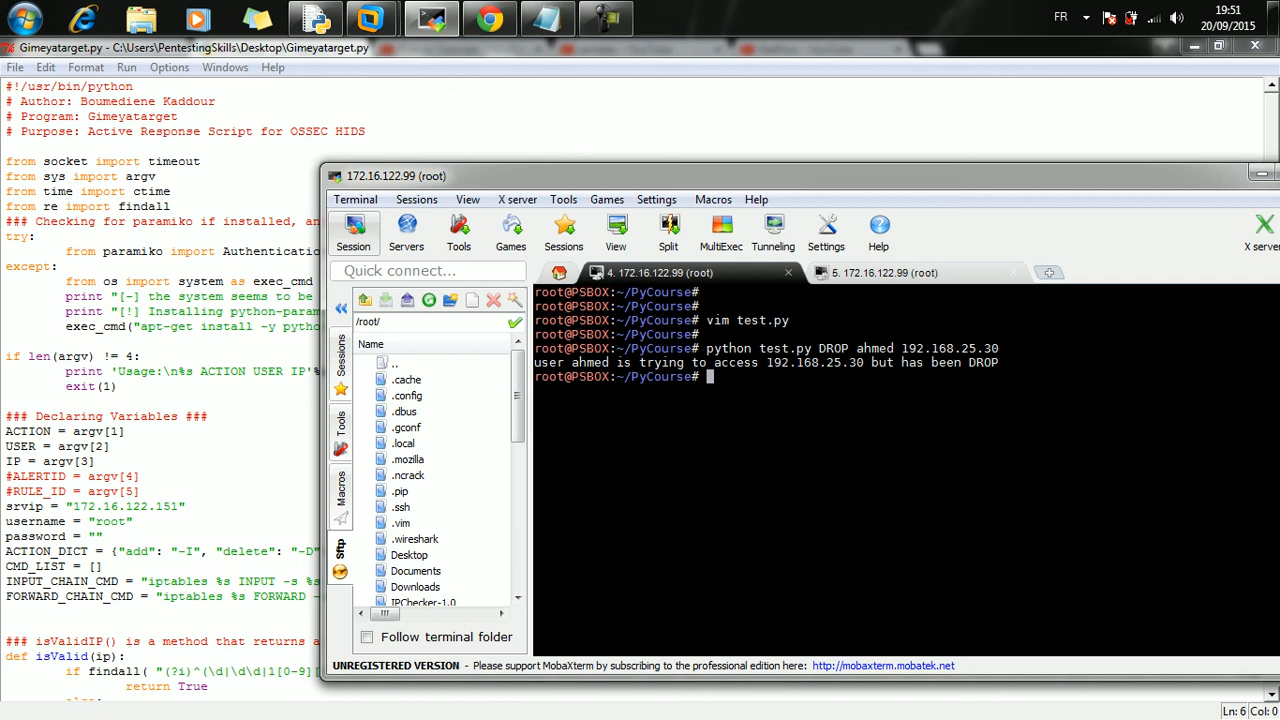 FR
19:51
20/09/2015
Gimeyatarget.py - C:\Users\PentestingSkills\Desktop\Gimeyatarget.py
File Edit Format Run Options Windows Help
#!/usr/bin/python
# Author: Boumediene Kaddour
# Program: Gimeyatarget
# Purpose: Active Response Script for OSSEC HIDS
from socket import timeout
from sys import argv
from time import ctime
from re import findall
### Checking for paramiko if installed, an
try:
from paramiko import Authentication
except:
from os import system as exec_cmd
print "[-] the system seems to be
print "[!] Installing python-param
exec_cmd("apt-get install -y pytho
if len(argv) != 4:
print 'Usage:\n%s ACTION USER IP'%
exit(1)
### Declaring Variables ###
ACTION = argv[1]
USER = argv[2]
IP = argv[3]
#ALERTID = argv[4]
#RULE_ID = argv[5]
srvip = "172.16.122.151"
username = "root"
password = ""
ACTION_DICT = {"add": "-I", "delete": "-D"
CMD_LIST = []
INPUT_CHAIN_CMD = "iptables %s INPUT -s %s
FORWARD_CHAIN_CMD = "iptables %s FORWARD -
### isValidIP() is a method that returns a
def isValid(ip):
if findall( "(?i)^(\d|\d\d|1[0-9][
return True
else:
Ln: 6 Col: 0
172.16.122.99 (root)
Terminal Sessions View X server Tools Games Settings Macros Help
Session Servers Tools Games Sessions View Split MultiExec Tunneling Settings Help X serve
Quick connect...
4. 172.16.122.99 (root)
5. 172.16.122.99 (root)
Sessions
Tools
Macros
Sftp
/root/
Name
..
.cache
.config
.dbus
.gconf
.local
.mozilla
.ncrack
.pip
.ssh
.vim
.wireshark
Desktop
Documents
Downloads
IPChecker-1.0
Follow terminal folder
root@PSBOX:~/PyCourse#
root@PSBOX:~/PyCourse#
root@PSBOX:~/PyCourse# vim test.py
root@PSBOX:~/PyCourse#
root@PSBOX:~/PyCourse# python test.py DROP ahmed 192.168.25.30
user ahmed is trying to access 192.168.25.30 but has been DROP
root@PSBOX:~/PyCourse#
UNREGISTERED VERSION - Please support MobaXterm by subscribing to the professional edition here: http://mobaxterm.mobatek.net